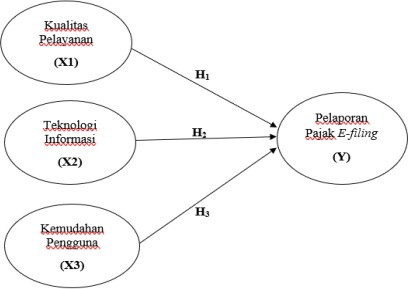 Kualitas
Pelayanan
(X1)
H1
Teknologi
Informasi
(X2)
H2
Pelaporan
Pajak E-filing
(Y)
Kemudahan
Pengguna
(X3)
H3